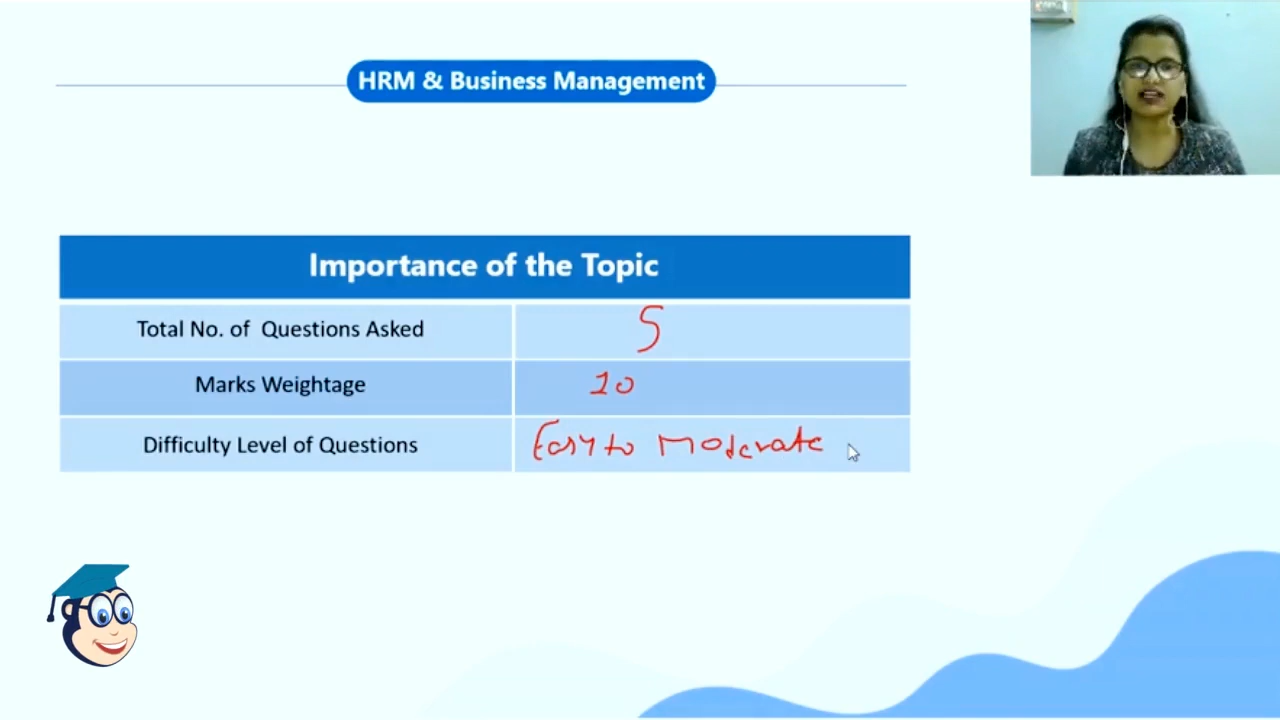 HRM & Business Management
Importance of the Topic
Total No. of Questions Asked 5
Marks Weightage 10
Difficulty Level of Questions Easy to Moderate